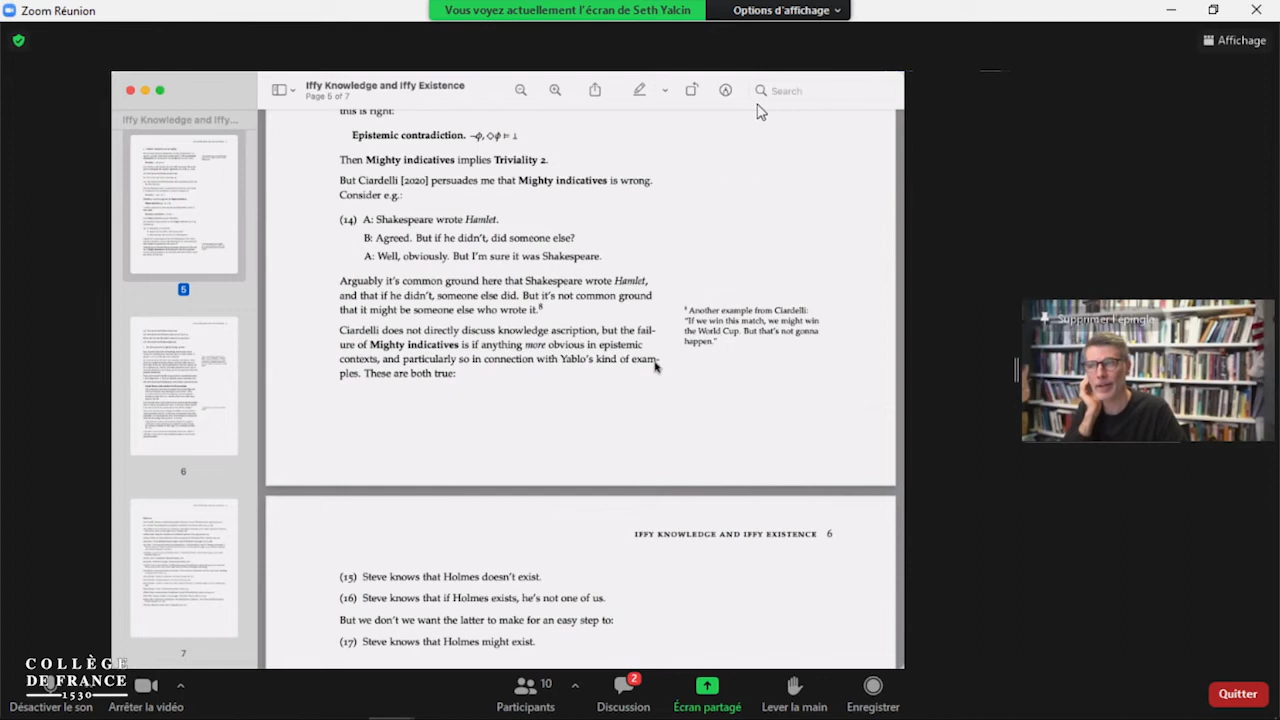 Zoom Réunion
Vous voyez actuellement l'écran de Seth Yalcin
Options d'affichage
Affichage
Iffy Knowledge and Iffy Existence
Page 5 of 7
Search
Iffy Knowledge and Iffy...
this is right:
Epistemic contradiction. ¬ϕ, ◇ϕ ⊨ ⊥
Then Mighty indicatives implies Triviality 2.
But Ciardelli [2020] persuades me that Mighty indicatives is wrong.
Consider e.g.:
(14) A: Shakespeare wrote Hamlet.
B: Agreed. But if he didn't, did someone else?
A: Well, obviously. But I'm sure it was Shakespeare.
Arguably it's common ground here that Shakespeare wrote Hamlet,
and that if he didn't, someone else did. But it's not common ground
that it might be someone else who wrote it.8
8 Another example from Ciardelli:
"If we win this match, we might win
the World Cup. But that's not gonna
happen."
Ciardelli does not directly discuss knowledge ascription, but the fail-
ure of Mighty indicatives is if anything more obvious in epistemic
contexts, and particularly so in connection with Yablo's kind of exam-
ples. These are both true:
5
6
7
IFFY KNOWLEDGE AND IFFY EXISTENCE 6
(15) Steve knows that Holmes doesn't exist.
(16) Steve knows that if Holmes exists, he's not one of us.
But we don't we want the latter to make for an easy step to:
(17) Steve knows that Holmes might exist.
Supprimer l'épingle
COLLÈGE
DE FRANCE
1530
Désactiver le son
Arrêter la vidéo
10
Participants
2
Discussion
Écran partagé
Lever la main
Enregistrer
Quitter